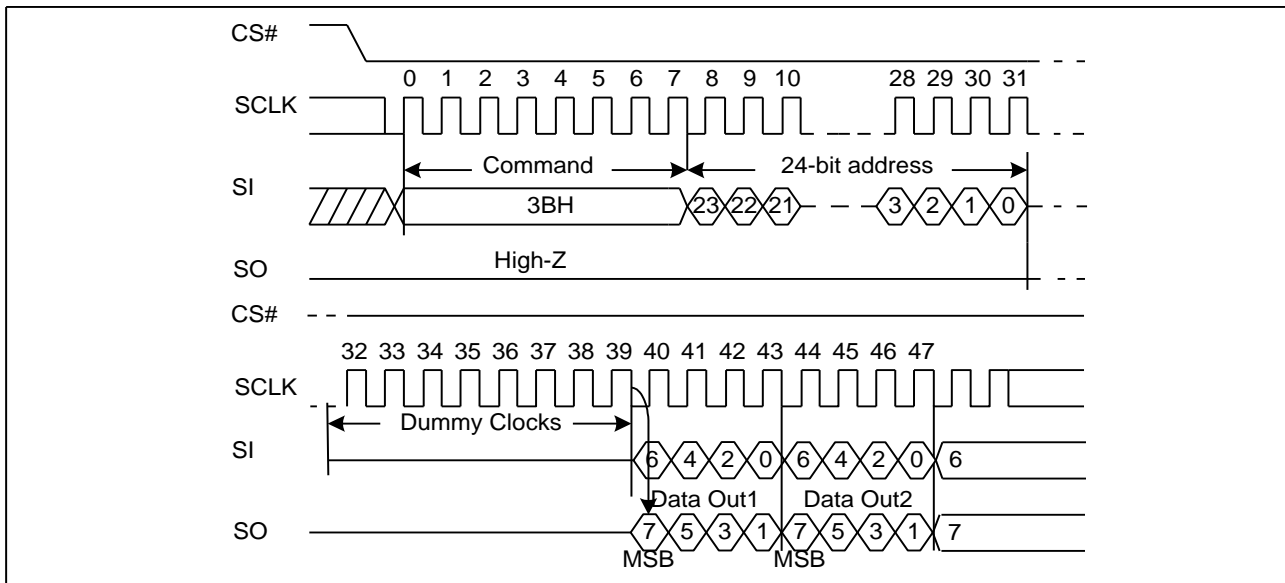 CS#
0 1 2 3 4 5 6 7 8 9 10 28 29 30 31
SCLK
Command 24-bit address
SI
3BH 23 22 21 3 2 1 0
High-Z
SO
CS#
32 33 34 35 36 37 38 39 40 41 42 43 44 45 46 47
SCLK
Dummy Clocks
SI
6 4 2 0 6 4 2 0 6
Data Out1 Data Out2
SO
7 5 3 1 7 5 3 1 7
MSB MSB